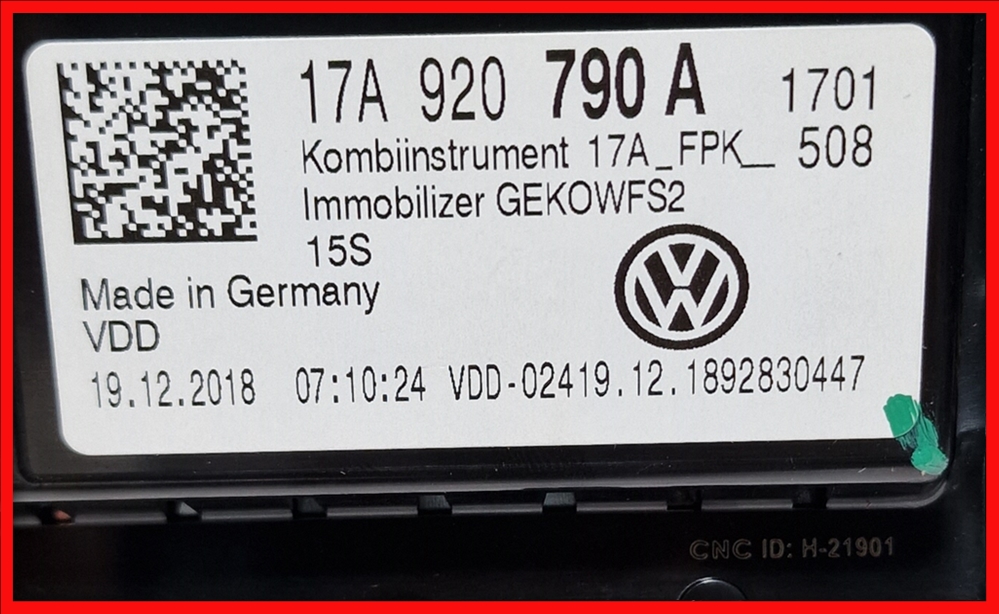 17A 920 790 A 1701
Kombiinstrument 17A_FPK_ 508
Immobilizer GEKOWFS2
15S
Made in Germany
VDD
19.12.2018 07:10:24 VDD-02419.12.1892830447
CNC ID: H-21901